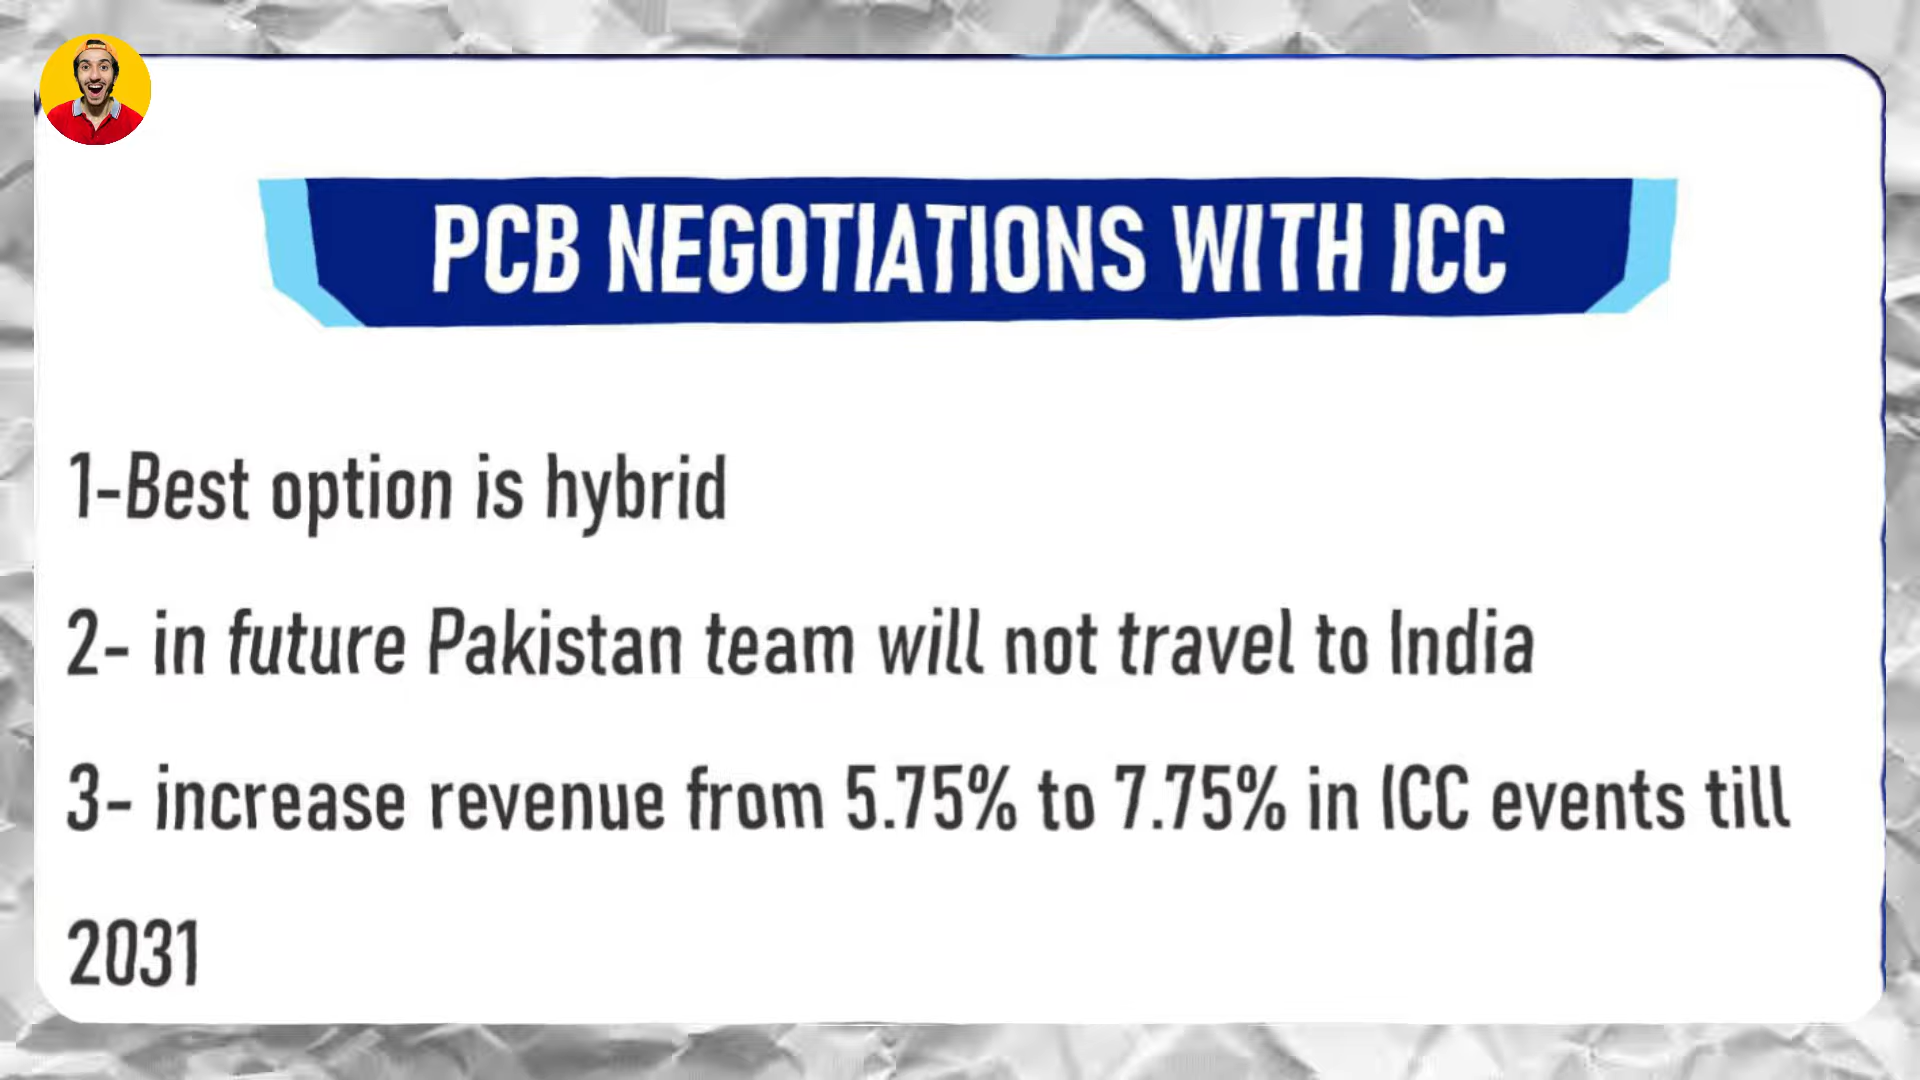 PCB NEGOTIATIONS WITH ICC
1-Best option is hybrid
2- in future Pakistan team will not travel to India
3- increase revenue from 5.75% to 7.75% in ICC events till
2031